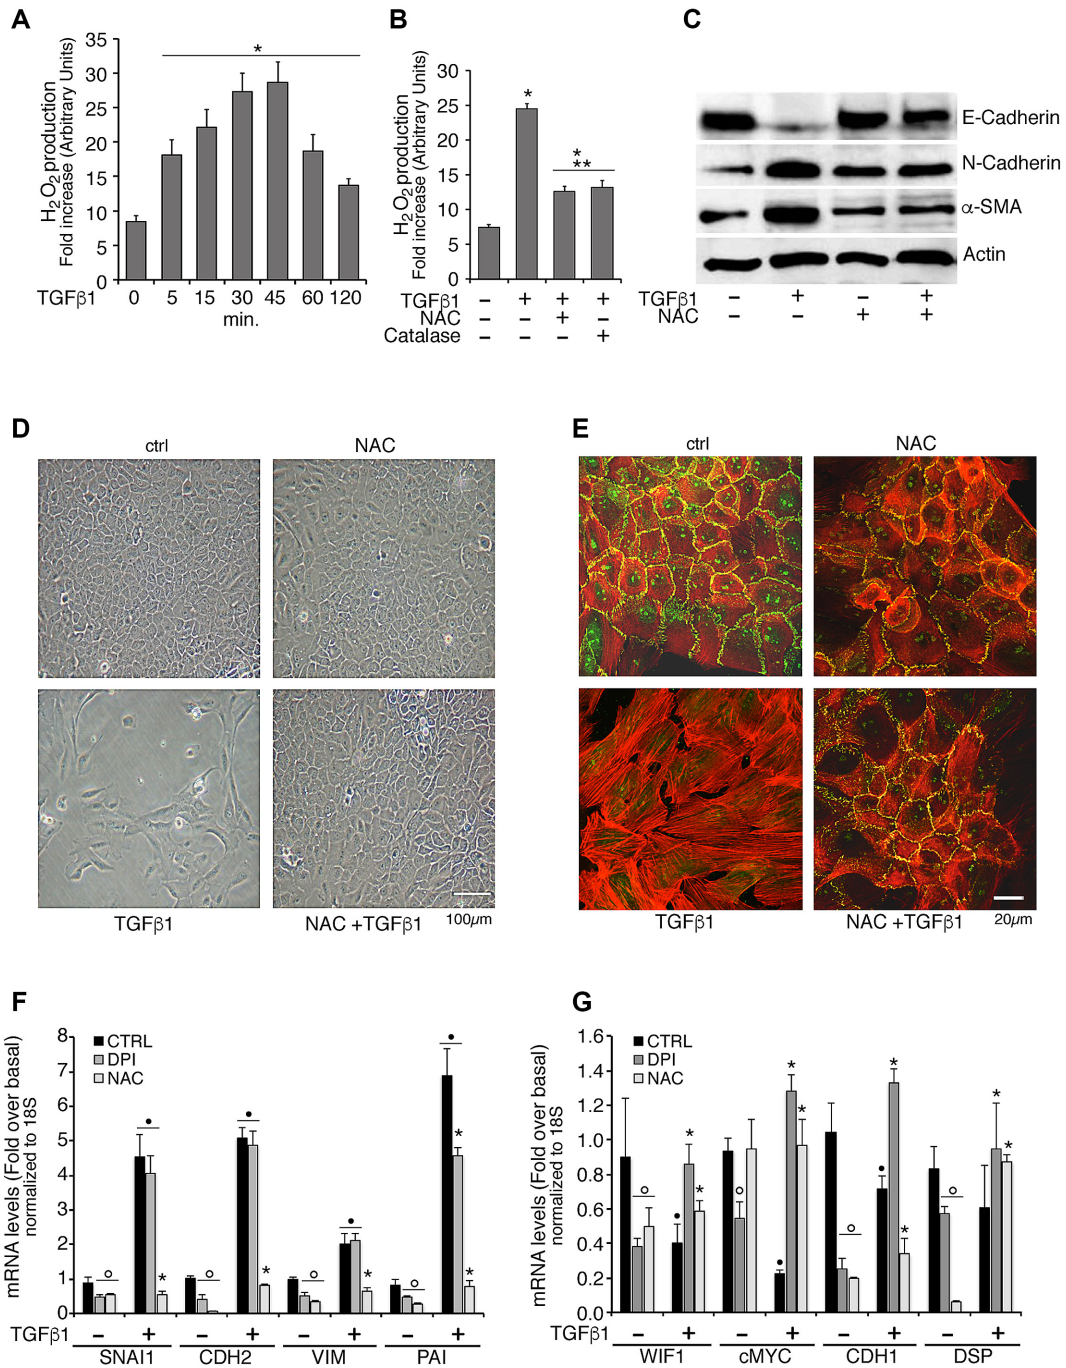 A
H2O2 production
Fold increase (Arbitrary Units)
35
30
25
20
15
10
5
0
*
TGFβ1 0 5 15 30 45 60 120
min.
B
H2O2 production
Fold increase (Arbitrary Units)
30
25
20
15
10
5
0
*
*
**
TGFβ1 – + + +
NAC – – + –
Catalase – – – +
C
E-Cadherin
N-Cadherin
α-SMA
Actin
TGFβ1 – + – +
NAC – – + +
D
ctrl NAC
TGFβ1 NAC +TGFβ1 100µm
E
ctrl NAC
TGFβ1 NAC +TGFβ1 20µm
F
mRNA levels (Fold over basal)
normalized to 18S
8
7
6
5
4
3
2
1
0
CTRL
DPI
NAC
TGFβ1 – + – + – + – +
SNAI1 CDH2 VIM PAI
G
mRNA levels (Fold over basal)
normalized to 18S
1.6
1.4
1.2
1.0
0.8
0.6
0.4
0.2
0.0
CTRL
DPI
NAC
TGFβ1 – + – + – + – +
WIF1 cMYC CDH1 DSP